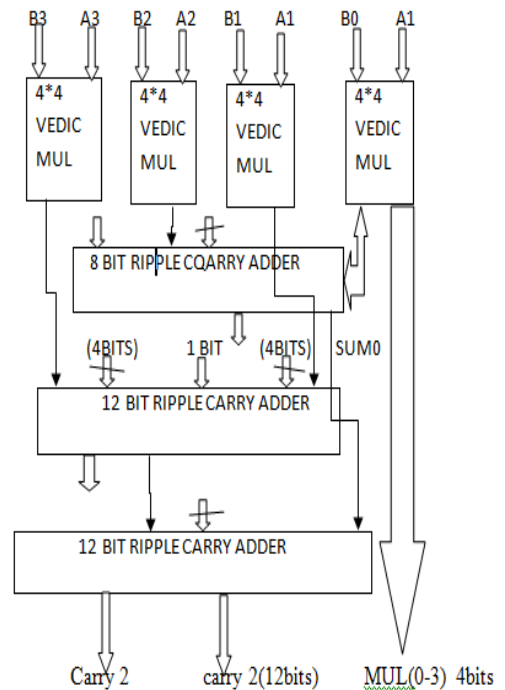 B3 A3 B2 A2 B1 A1 B0 A1
4*4 4*4 4*4 4*4
VEDIC VEDIC VEDIC VEDIC
MUL MUL MUL MUL
8 BIT RIPPLE CQARRY ADDER
(4BITS) 1 BIT (4BITS) SUM0
12 BIT RIPPLE CARRY ADDER
12 BIT RIPPLE CARRY ADDER
Carry 2 carry 2(12bits) MUL(0-3) 4bits